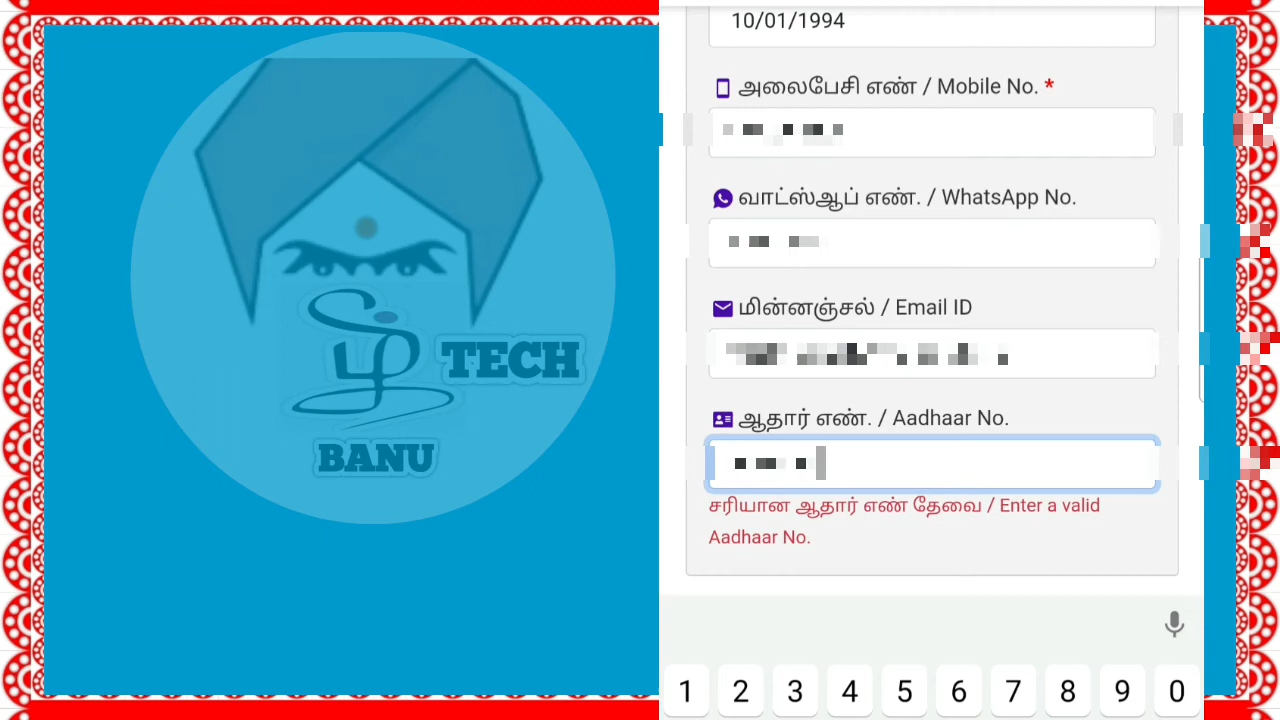 ழி
TECH
BANU
10/01/1994
அலைபேசி எண் / Mobile No. *
வாட்ஸ்ஆப் எண். / WhatsApp No.
மின்னஞ்சல் / Email ID
ஆதார் எண். / Aadhaar No.
சரியான ஆதார் எண் தேவை / Enter a valid
Aadhaar No.
1 2 3 4 5 6 7 8 9 0